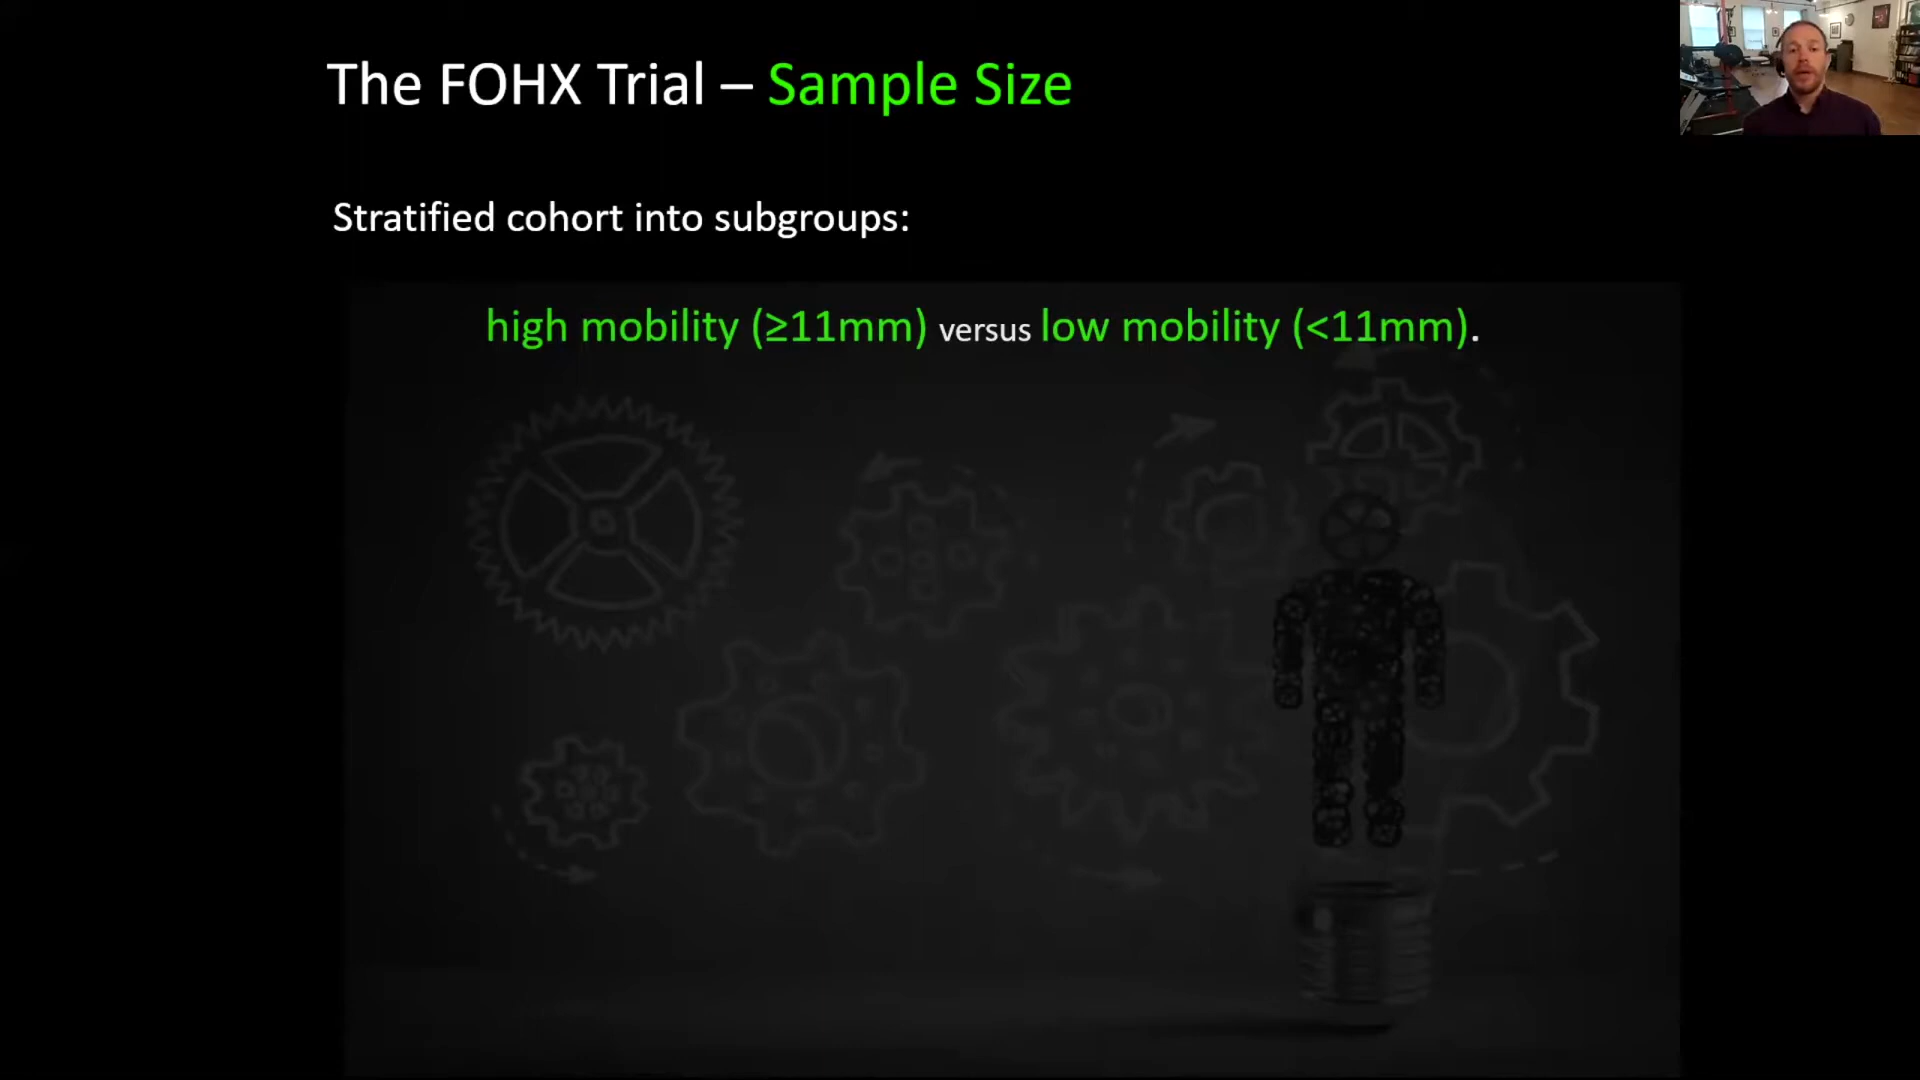 The FOHX Trial – Sample Size
Stratified cohort into subgroups:
high mobility (≥11mm) versus low mobility (<11mm).